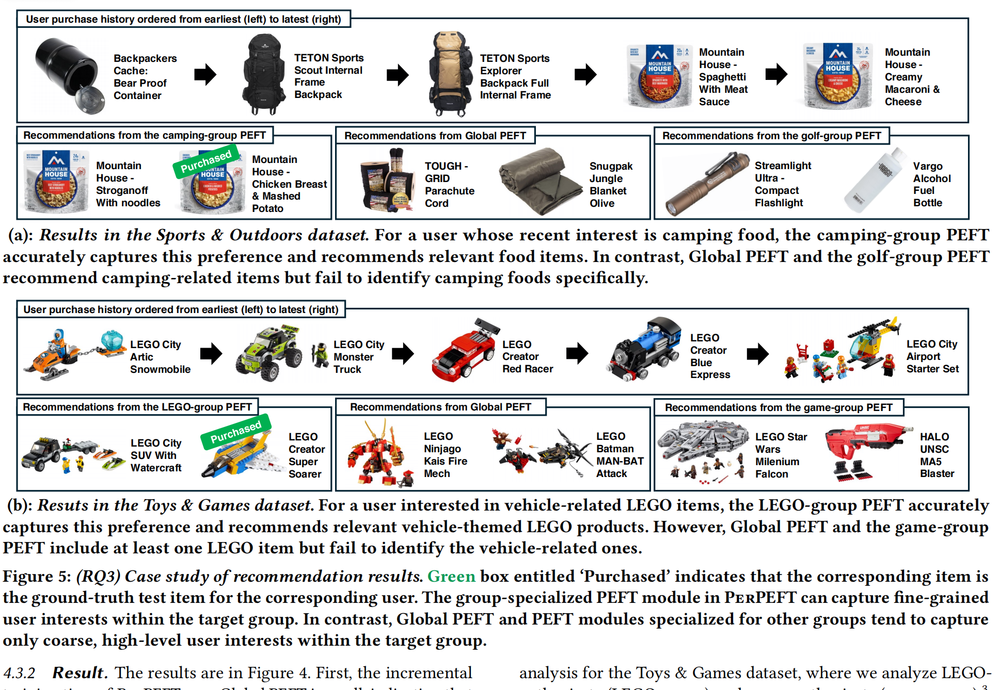 User purchase history ordered from earliest (left) to latest (right)
Backpackers
Cache:
Bear Proof
Container
TETON Sports
Scout Internal
Frame
Backpack
TETON Sports
Explorer
Backpack Full
Internal Frame
MOUNTAIN
HOUSE
Mountain
House -
Spaghetti
With Meat
Sauce
MOUNTAIN
HOUSE
Mountain
House -
Creamy
Macaroni &
Cheese
Recommendations from the camping-group PEFT
MOUNTAIN
HOUSE
Mountain
House -
Stroganoff
With noodles
Purchased
MOUNTAIN
HOUSE
Mountain
House -
Chicken Breast
& Mashed
Potato
Recommendations from Global PEFT
TOUGH -
GRID
Parachute
Cord
Snugpak
Jungle
Blanket
Olive
Recommendations from the golf-group PEFT
Streamlight
Ultra -
Compact
Flashlight
VARGO
Vargo
Alcohol
Fuel
Bottle
(a): Results in the Sports & Outdoors dataset. For a user whose recent interest is camping food, the camping-group PEFT
accurately captures this preference and recommends relevant food items. In contrast, Global PEFT and the golf-group PEFT
recommend camping-related items but fail to identify camping foods specifically.
User purchase history ordered from earliest (left) to latest (right)
LEGO City
Artic
Snowmobile
LEGO City
Monster
Truck
LEGO
Creator
Red Racer
LEGO
Creator
Blue
Express
LEGO City
Airport
Starter Set
Recommendations from the LEGO-group PEFT
LEGO City
SUV With
Watercraft
Purchased
LEGO
Creator
Super
Soarer
Recommendations from Global PEFT
LEGO
Ninjago
Kais Fire
Mech
LEGO
Batman
MAN-BAT
Attack
Recommendations from the game-group PEFT
LEGO Star
Wars
Milenium
Falcon
UNSC
HALO
UNSC
MA5
Blaster
(b): Resuts in the Toys & Games dataset. For a user interested in vehicle-related LEGO items, the LEGO-group PEFT accurately
captures this preference and recommends relevant vehicle-themed LEGO products. However, Global PEFT and the game-group
PEFT include at least one LEGO item but fail to identify the vehicle-related ones.
Figure 5: (RQ3) Case study of recommendation results. Green box entitled ‘Purchased’ indicates that the corresponding item is
the ground-truth test item for the corresponding user. The group-specialized PEFT module in PERPEFT can capture fine-grained
user interests within the target group. In contrast, Global PEFT and PEFT modules specialized for other groups tend to capture
only coarse, high-level user interests within the target group.
4.3.2 Result. The results are in Figure 4. First, the incremental
analysis for the Toys & Games dataset, where we analyze LEGO-